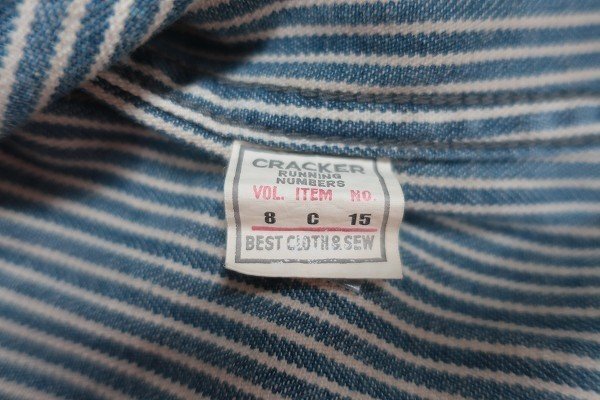 CRACKER
RUNNING
NUMBERS
VOL. ITEM NO.
8 C 15
BEST CLOTH & SEW